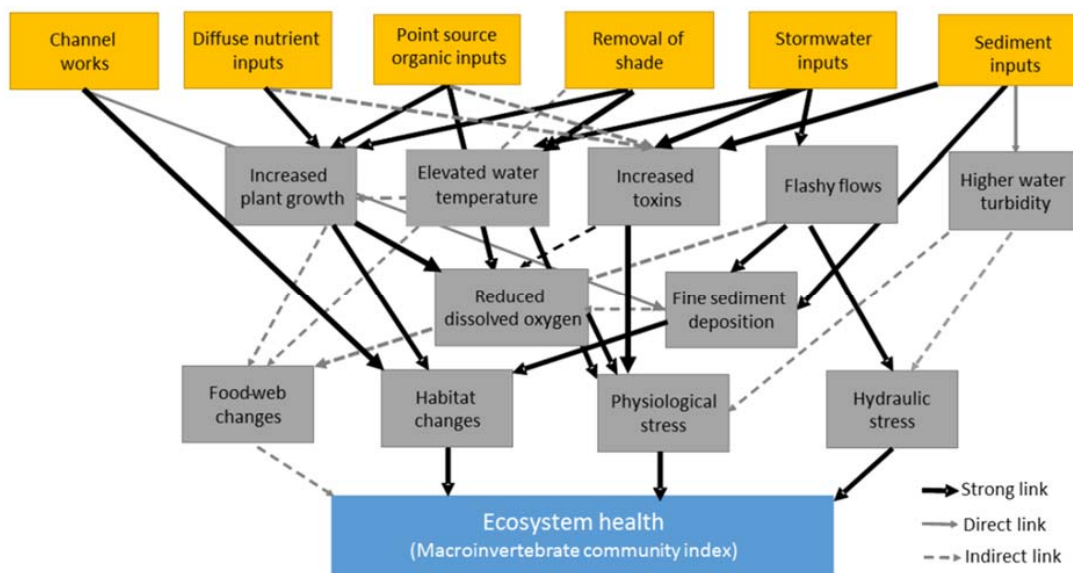 Channel
works
Diffuse nutrient
inputs
Point source
organic inputs
Removal of
shade
Stormwater
inputs
Sediment
inputs
Increased
plant growth
Elevated water
temperature
Increased
toxins
Flashy flows
Higher water
turbidity
Reduced
dissolved oxygen
Fine sediment
deposition
Food-web
changes
Habitat
changes
Physiological
stress
Hydraulic
stress
Ecosystem health
(Macroinvertebrate community index)
Strong link
Direct link
Indirect link